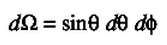 dΩ = sinθ dθ dϕ